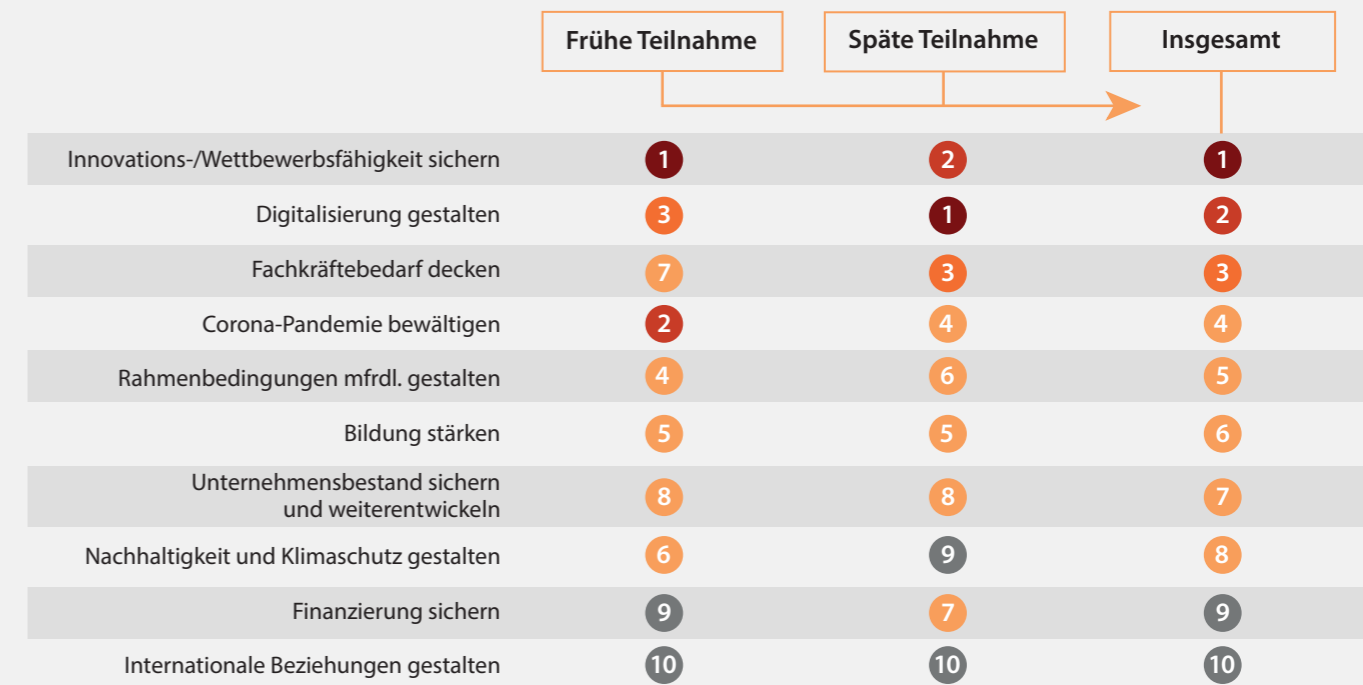 Frühe Teilnahme Späte Teilnahme Insgesamt
Innovations-/Wettbewerbsfähigkeit sichern 1 2 1
Digitalisierung gestalten 3 1 2
Fachkräftebedarf decken 7 3 3
Corona-Pandemie bewältigen 2 4 4
Rahmenbedingungen mfrdl. gestalten 4 6 5
Bildung stärken 5 5 6
Unternehmensbestand sichern
und weiterentwickeln 8 8 7
Nachhaltigkeit und Klimaschutz gestalten 6 9 8
Finanzierung sichern 9 7 9
Internationale Beziehungen gestalten 10 10 10